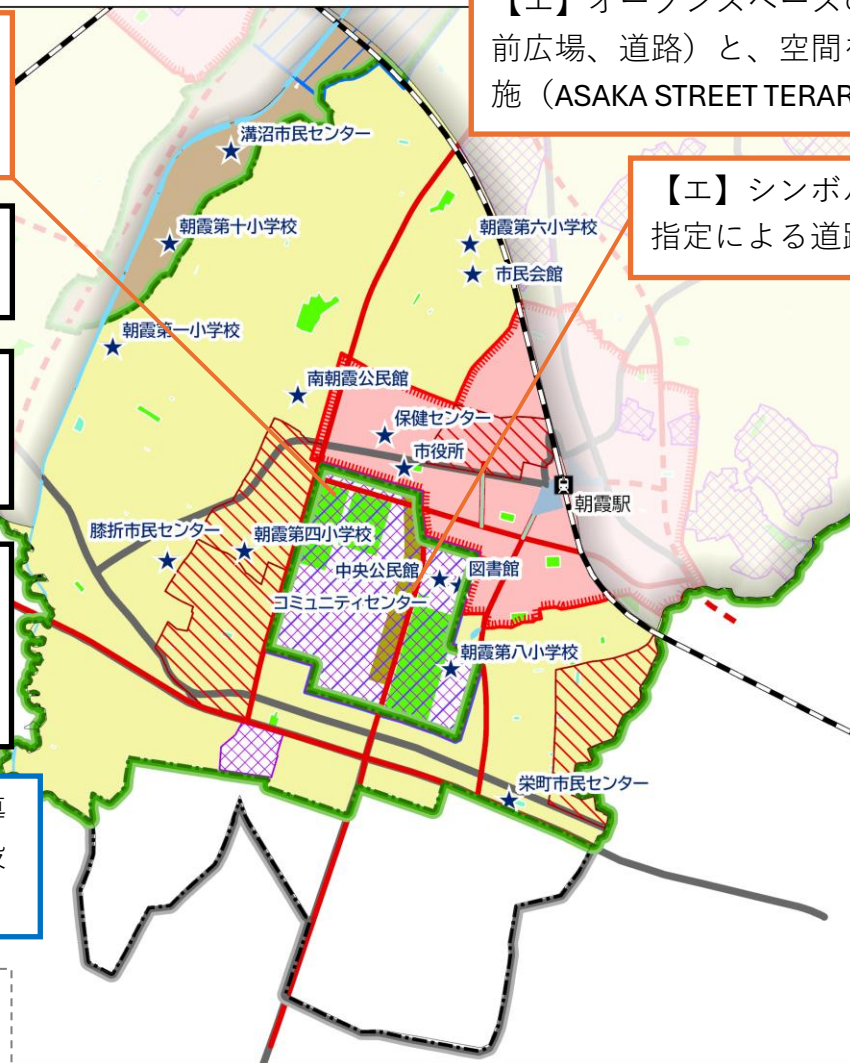 【エ】オープンスペースの
前広場、道路）と、空間を
施（ASAKA STREET TERAR
【エ】シンボル
指定による道路
溝沼市民センター
朝霞第十小学校
朝霞第六小学校
市民会館
朝霞第一小学校
南朝霞公民館
保健センター
市役所
朝霞駅
膝折市民センター
朝霞第四小学校
中央公民館
図書館
コミュニティセンター
朝霞第八小学校
栄町市民センター